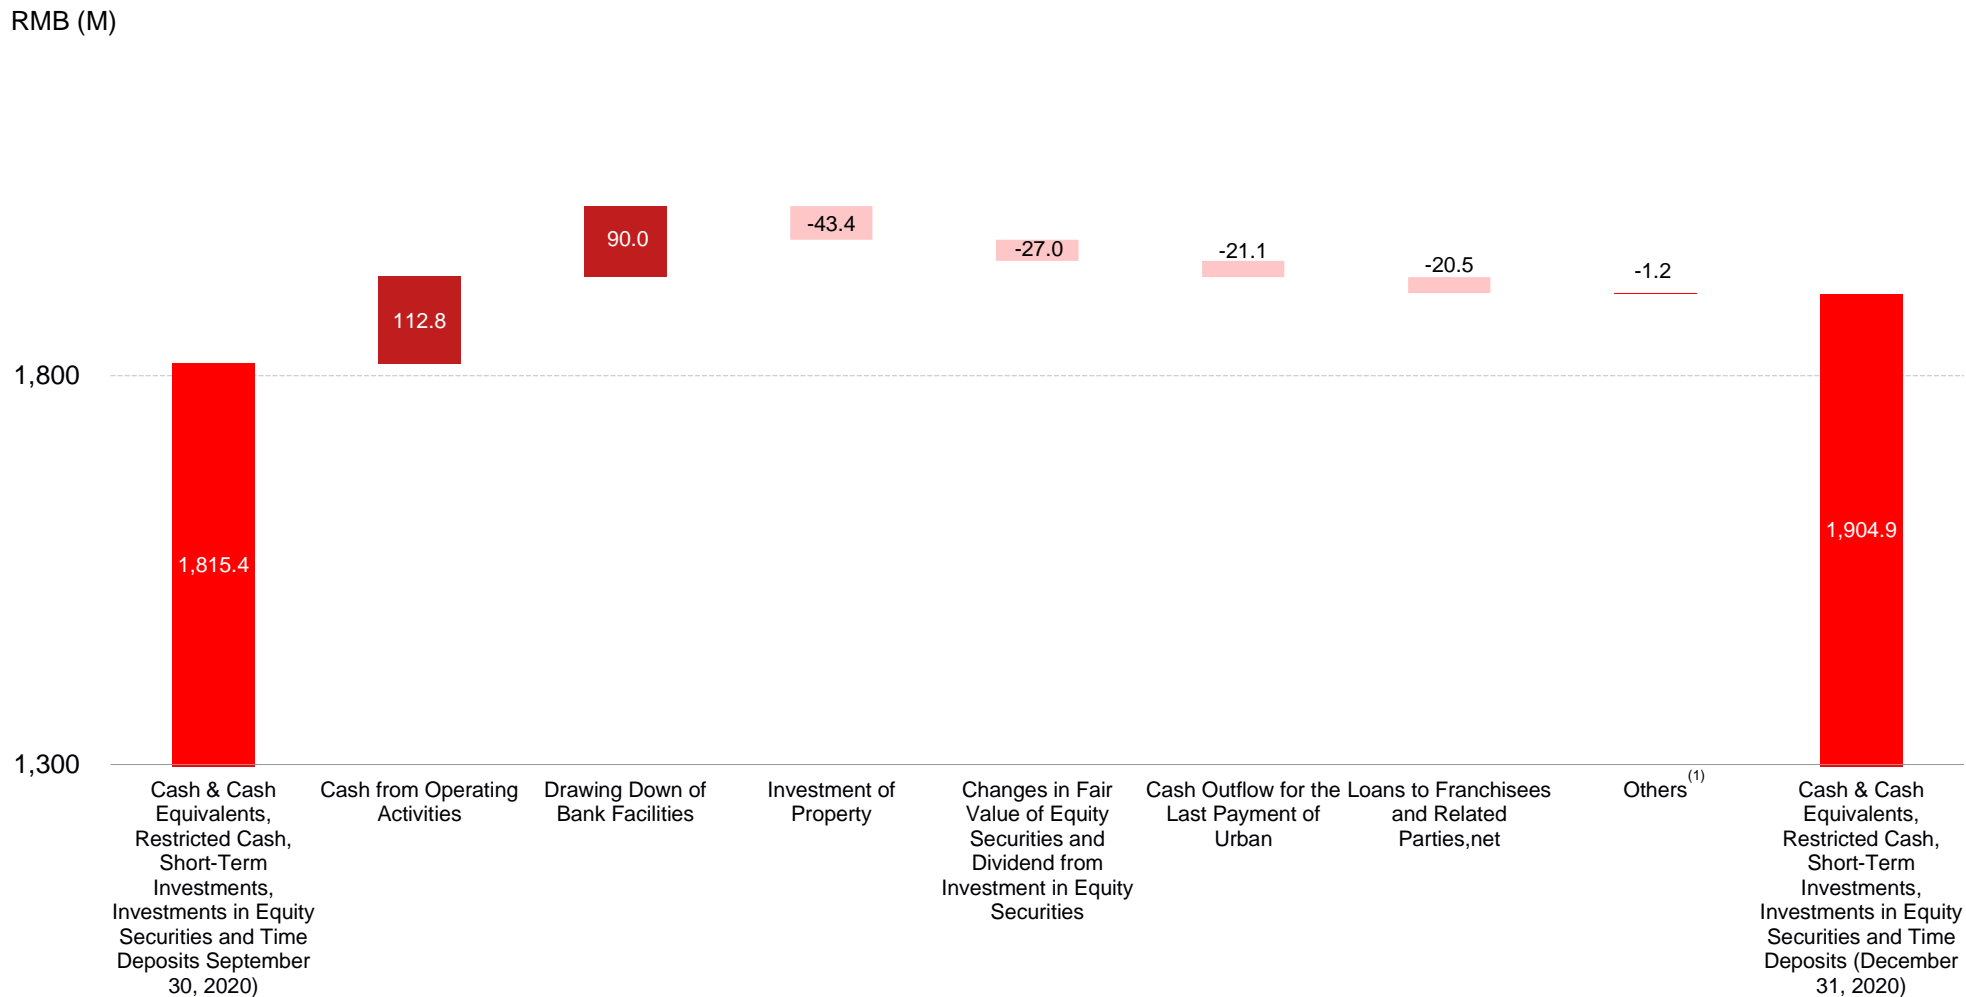 RMB (M)
-43.4
90.0
-27.0
-21.1
-20.5
-1.2
112.8
1,800
1,904.9
1,815.4
1,300
Cash & Cash
Equivalents,
Restricted Cash,
Short-Term
Investments,
Investments in Equity
Securities and Time
Deposits September
30, 2020)
Cash from Operating
Activities
Drawing Down of
Bank Facilities
Investment of
Property
Changes in Fair
Value of Equity
Securities and
Dividend from
Investment in Equity
Securities
Cash Outflow for the
Last Payment of
Urban
Loans to Franchisees
and Related
Parties,net
Others(1)
Cash & Cash
Equivalents,
Restricted Cash,
Short-Term
Investments,
Investments in Equity
Securities and Time
Deposits (December
31, 2020)